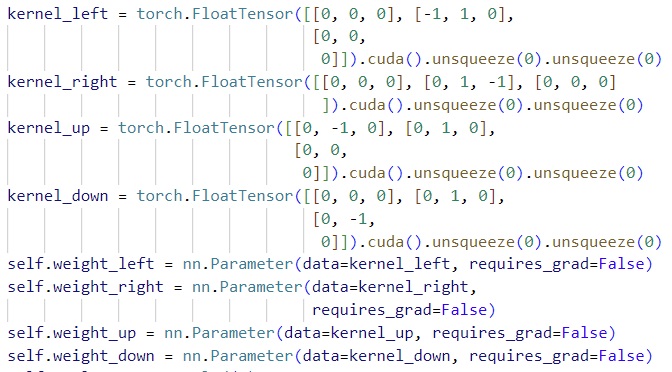 kernel_left = torch.FloatTensor([[0, 0, 0], [-1, 1, 0],
[0, 0,
0]]).cuda().unsqueeze(0).unsqueeze(0)
kernel_right = torch.FloatTensor([[0, 0, 0], [0, 1, -1], [0, 0, 0]
]).cuda().unsqueeze(0).unsqueeze(0)
kernel_up = torch.FloatTensor([[0, -1, 0], [0, 1, 0],
[0, 0,
0]]).cuda().unsqueeze(0).unsqueeze(0)
kernel_down = torch.FloatTensor([[0, 0, 0], [0, 1, 0],
[0, -1,
0]]).cuda().unsqueeze(0).unsqueeze(0)
self.weight_left = nn.Parameter(data=kernel_left, requires_grad=False)
self.weight_right = nn.Parameter(data=kernel_right,
requires_grad=False)
self.weight_up = nn.Parameter(data=kernel_up, requires_grad=False)
self.weight_down = nn.Parameter(data=kernel_down, requires_grad=False)